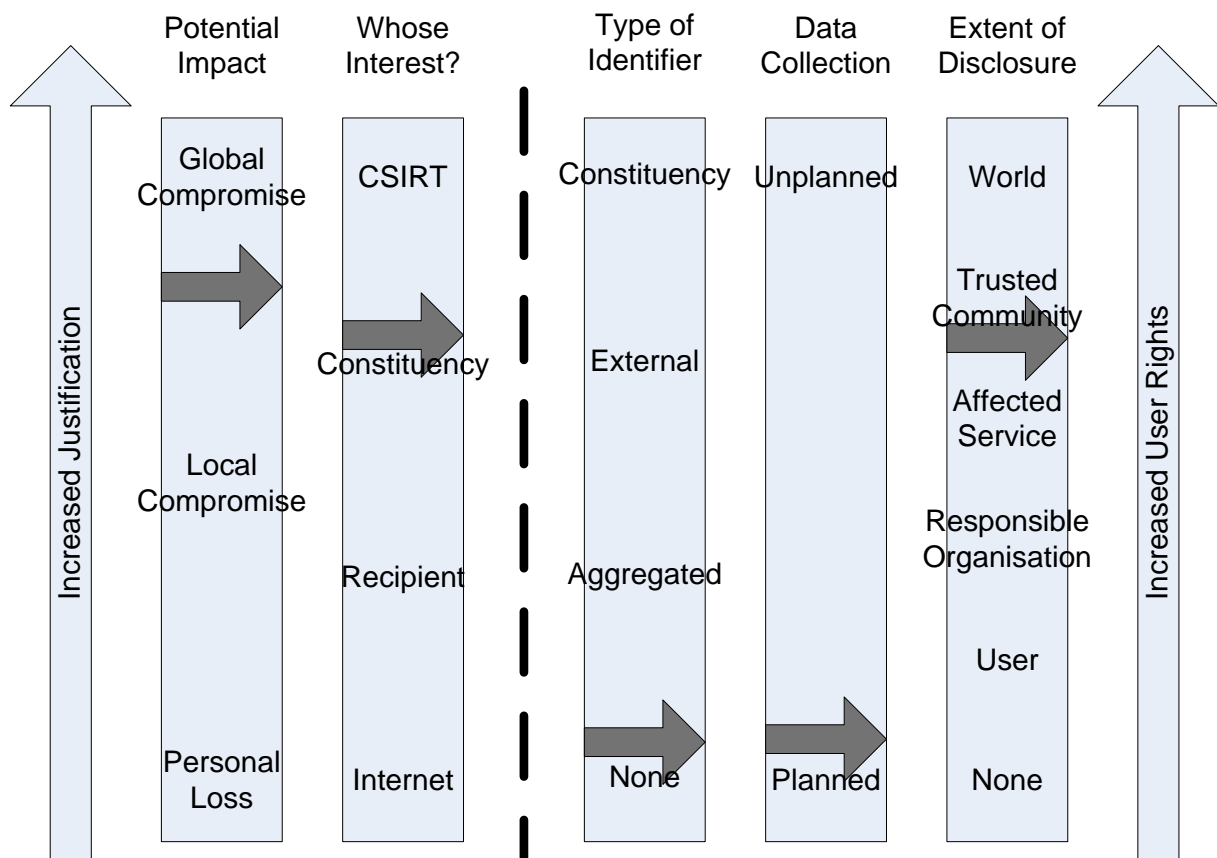 Potential
Impact
Whose
Interest?
Type of
Identifier
Data
Collection
Extent of
Disclosure
Increased Justification
Global
Compromise
Local
Compromise
Personal
Loss
CSIRT
Constituency
Recipient
Internet
Constituency
External
Aggregated
None
Unplanned
Planned
World
Trusted
Community
Affected
Service
Responsible
Organisation
User
None
Increased User Rights